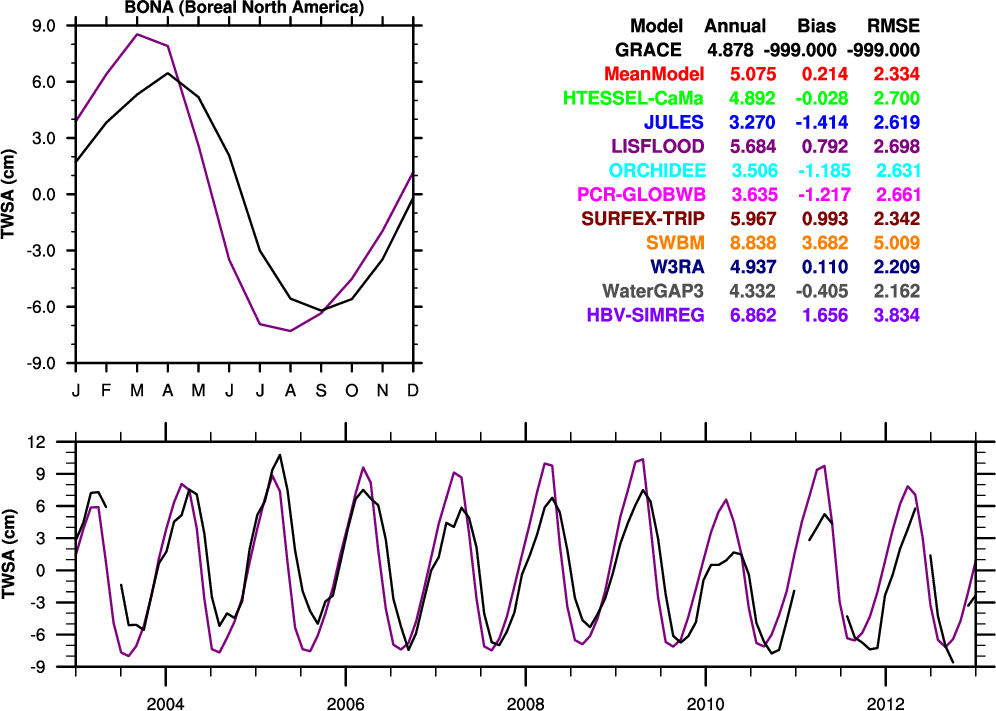 BONA (Boreal North America)
9.0
6.0
3.0
0.0
-3.0
-6.0
-9.0
TWSA (cm)
J F M A M J J A S O N D
Model Annual Bias RMSE
GRACE 4.878 -999.000 -999.000
MeanModel 5.075 0.214 2.334
HTESSEL-CaMa 4.892 -0.028 2.700
JULES 3.270 -1.414 2.619
LISFLOOD 5.684 0.792 2.698
ORCHIDEE 3.506 -1.185 2.631
PCR-GLOBWB 3.635 -1.217 2.661
SURFEX-TRIP 5.967 0.993 2.342
SWBM 8.838 3.682 5.009
W3RA 4.937 0.110 2.209
WaterGAP3 4.332 -0.405 2.162
HBV-SIMREG 6.862 1.656 3.834
12
9
6
3
0
-3
-6
-9
TWSA (cm)
2004 2006 2008 2010 2012